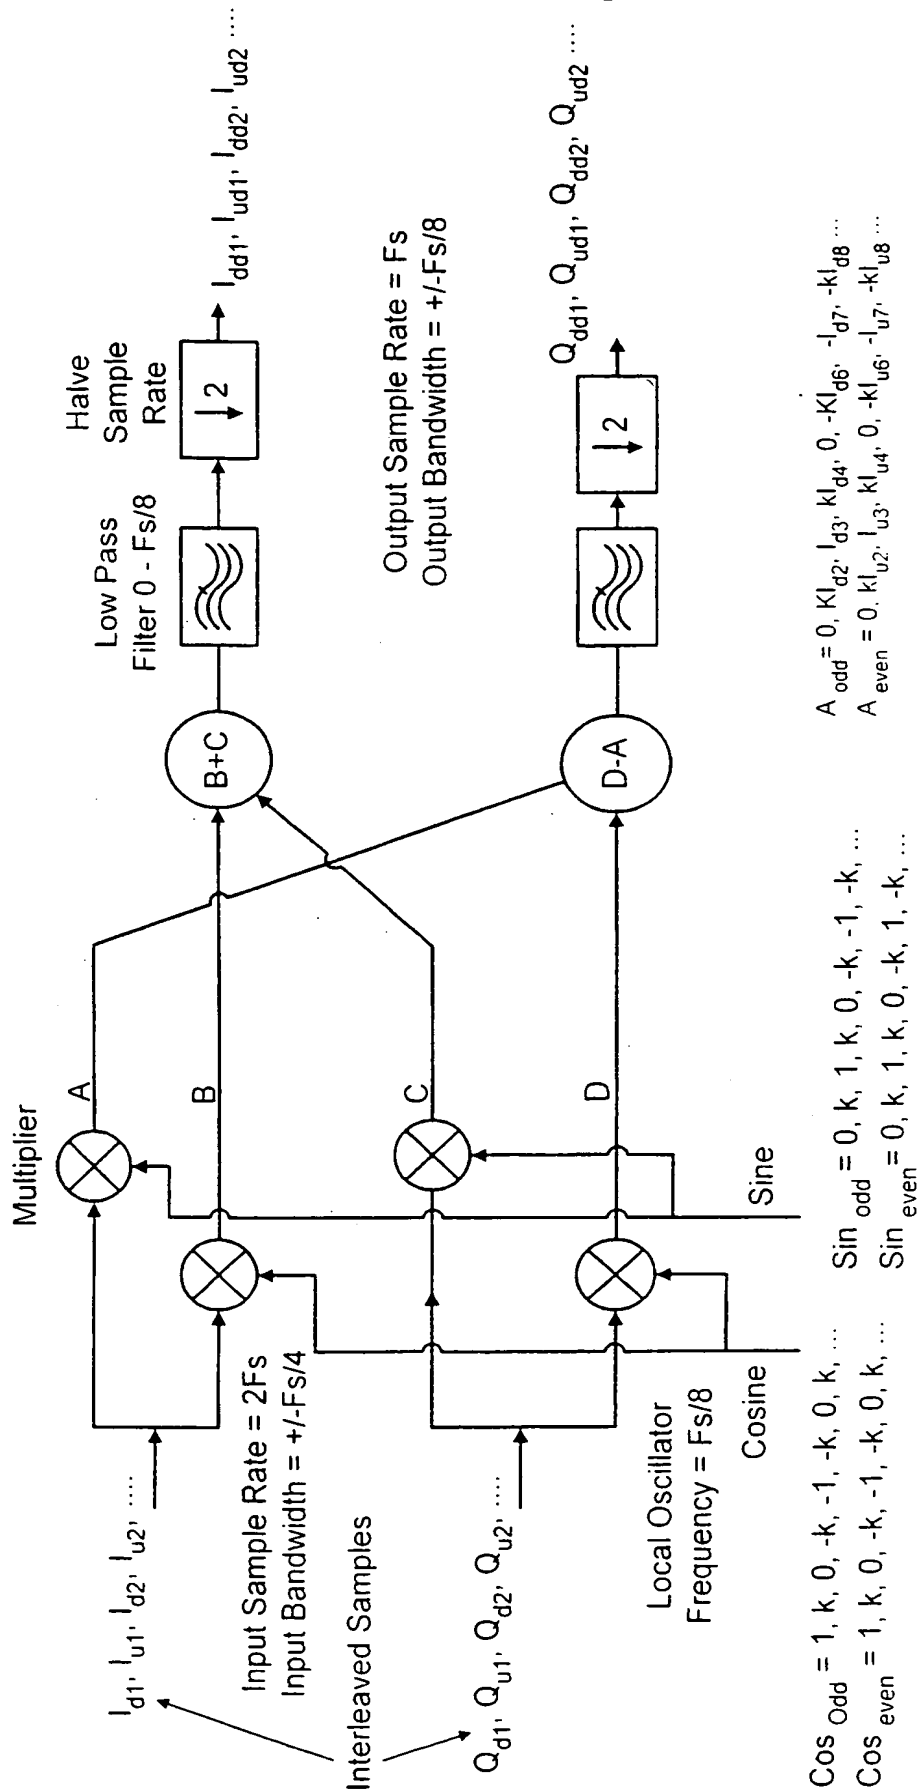 Multiplier
A
B
C
D
B+C
D-A
Low Pass
Filter 0 - Fs/8
Halve
Sample
Rate
↓ 2
↓ 2
I_dd1, I_ud1, I_dd2, I_ud2 ....
Output Sample Rate = Fs
Output Bandwidth = +/-Fs/8
Q_dd1, Q_ud1, Q_dd2, Q_ud2 ....
I_d1, I_u1, I_d2, I_u2, ....
Input Sample Rate = 2Fs
Input Bandwidth = +/-Fs/4
Interleaved Samples
Q_d1, Q_u1, Q_d2, Q_u2, ....
Local Oscillator
Frequency = Fs/8
Cosine
Sine
Cos_Odd = 1, k, 0, -k, -1, -k, 0, k, ...
Cos_even = 1, k, 0, -k, -1, -k, 0, k, ...
Sin_odd = 0, k, 1, k, 0, -k, -1, -k, ...
Sin_even = 0, k, 1, k, 0, -k, 1, -k, ...
A_odd = 0, KI_d2, I_d3, kI_d4, 0, -KI_d6, -I_d7, -kI_d8 ...
A_even = 0, kI_u2, I_u3, kI_u4, 0, -kI_u6, -I_u7, -kI_u8 ...